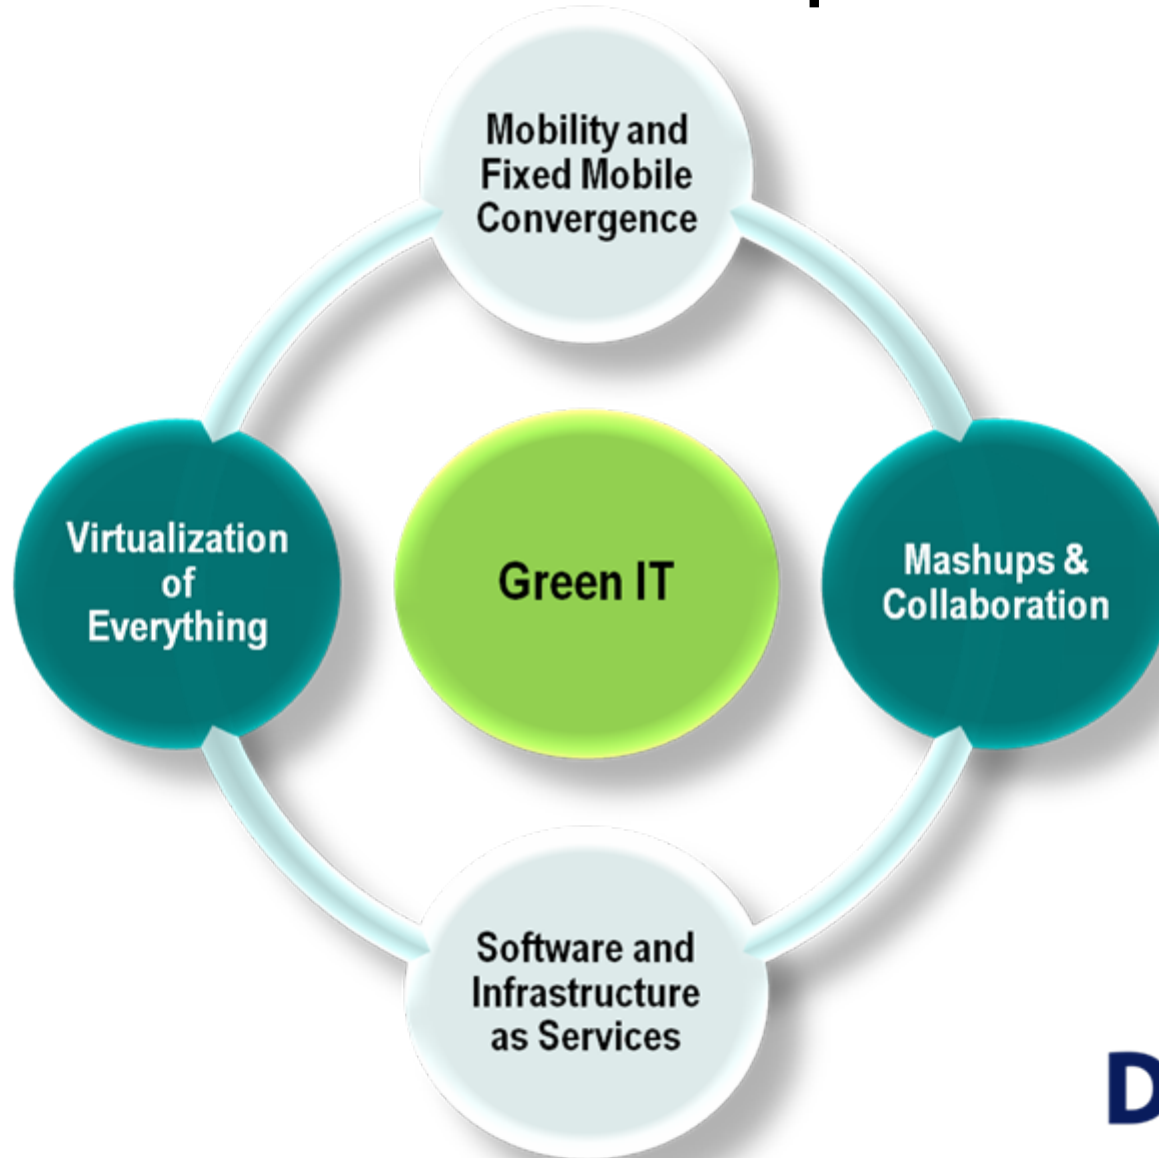 Mobility and
Fixed Mobile
Convergence
Virtualization
of
Everything
Green IT
Mashups &
Collaboration
Software and
Infrastructure
as Services
D